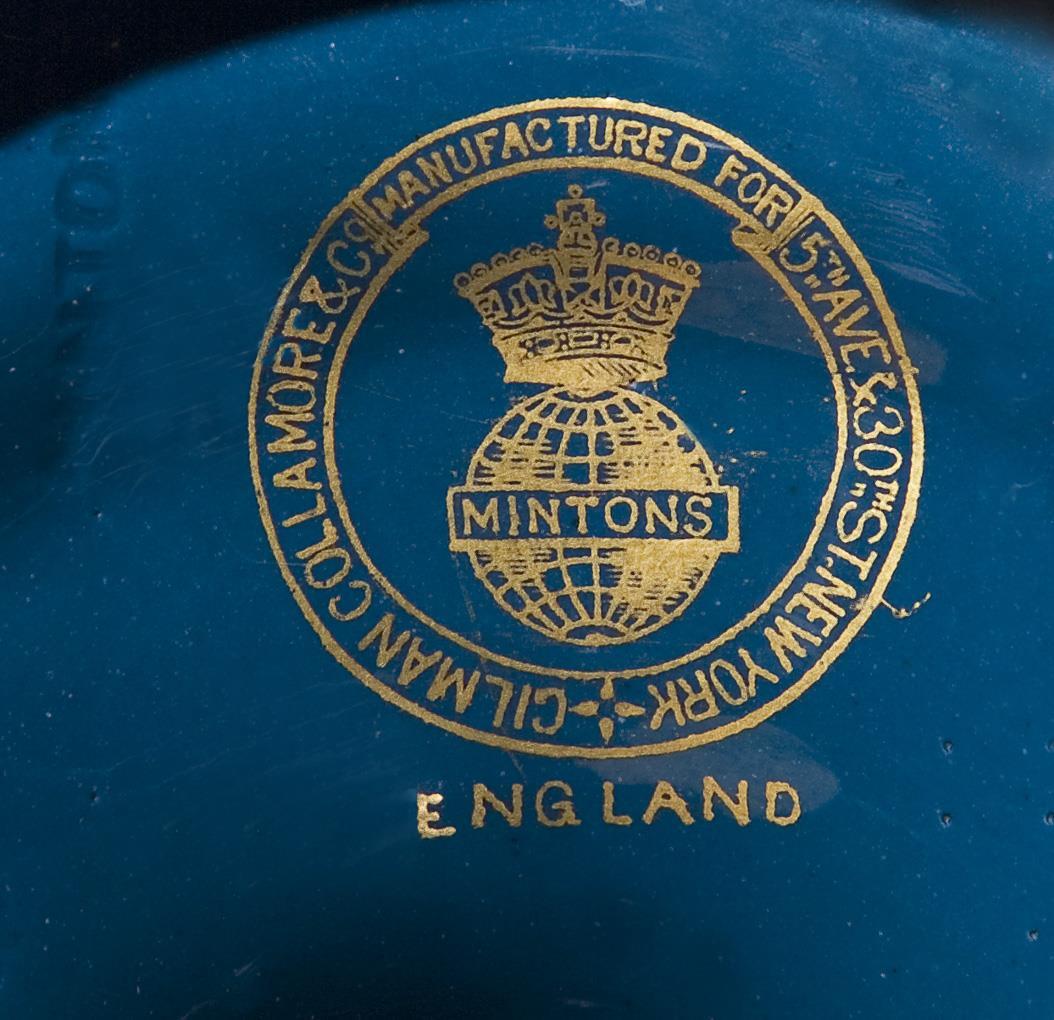 MANUFACTURED FOR
GILMAN COLLAMORE & Co
5TH AVE & 30TH ST. NEW YORK
MINTONS
ENGLAND